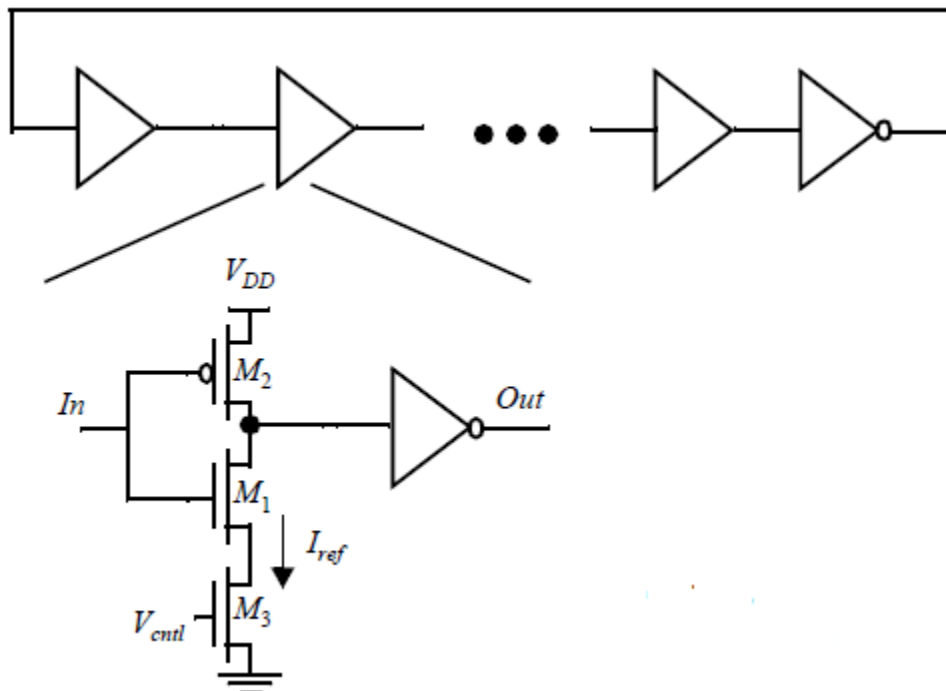 V_DD
M_2
In
Out
M_1
I_ref
M_3
V_cntl